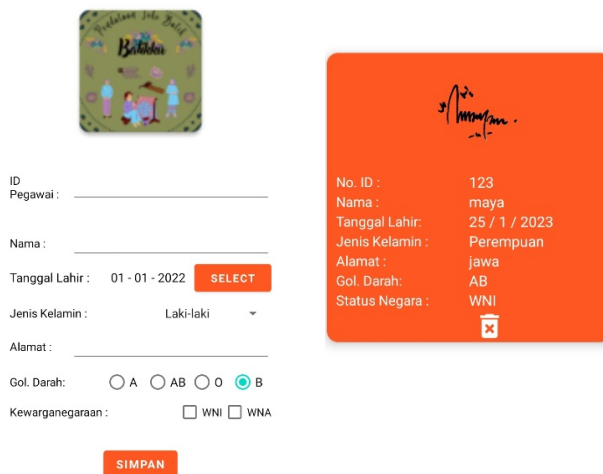 Batikku
ID
Pegawai :
Nama :
Tanggal Lahir : 01 - 01 - 2022 SELECT
Jenis Kelamin : Laki-laki
Alamat :
Gol. Darah: A AB O B
Kewarganegaraan : WNI WNA
SIMPAN
No. ID : 123
Nama : maya
Tanggal Lahir: 25 / 1 / 2023
Jenis Kelamin : Perempuan
Alamat : jawa
Gol. Darah: AB
Status Negara : WNI